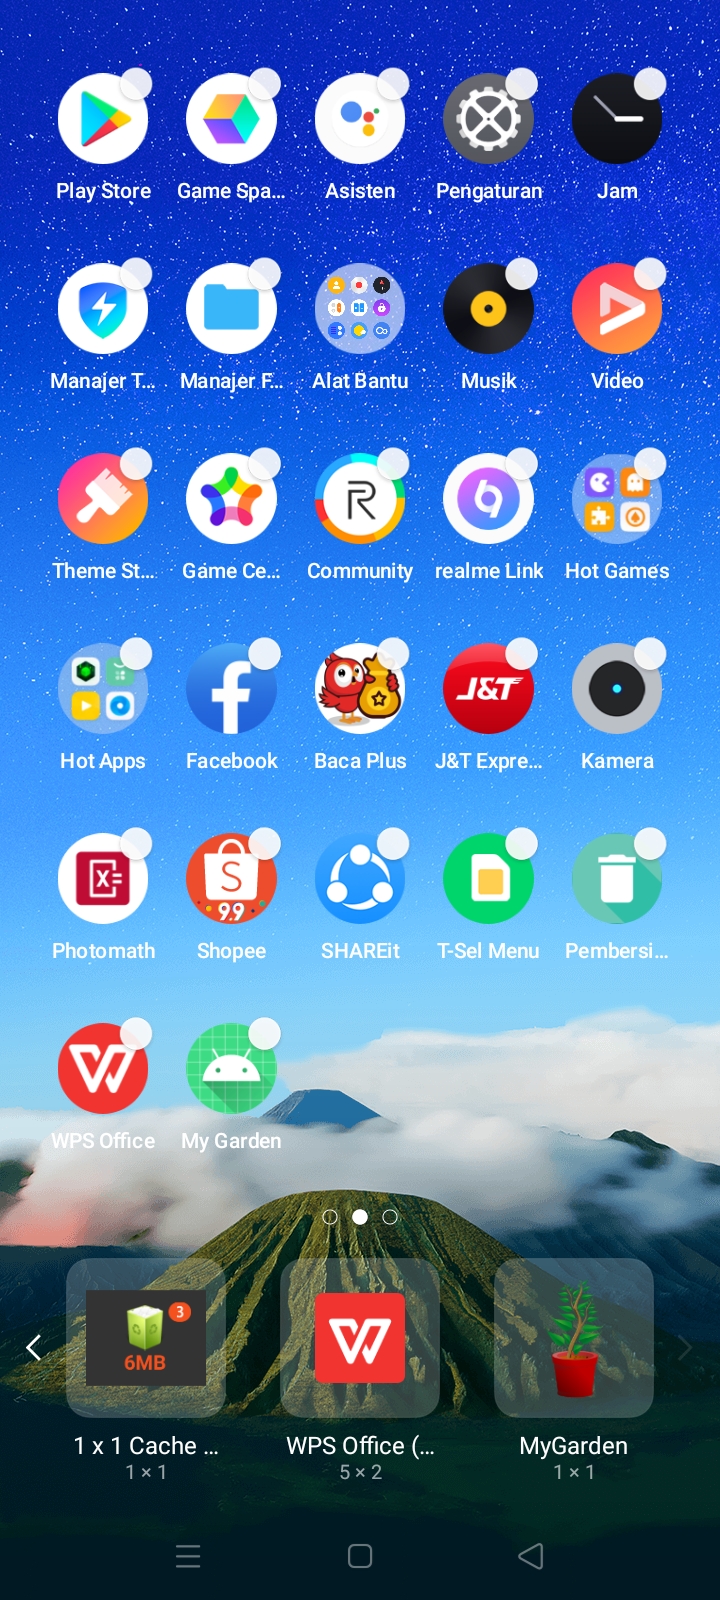 Play Store
Game Spa...
Asisten
Pengaturan
Jam
Manajer T...
Manajer F...
Alat Bantu
Musik
Video
R
Theme St...
Game Ce...
Community
realme Link
Hot Games
J&T
Hot Apps
Facebook
Baca Plus
J&T Expre...
Kamera
S
9.9
Photomath
Shopee
SHAREit
T-Sel Menu
Pembersi...
W
WPS Office
My Garden
3
6MB
W
1 x 1 Cache ...
WPS Office (...
MyGarden
1 × 1
5 × 2
1 × 1